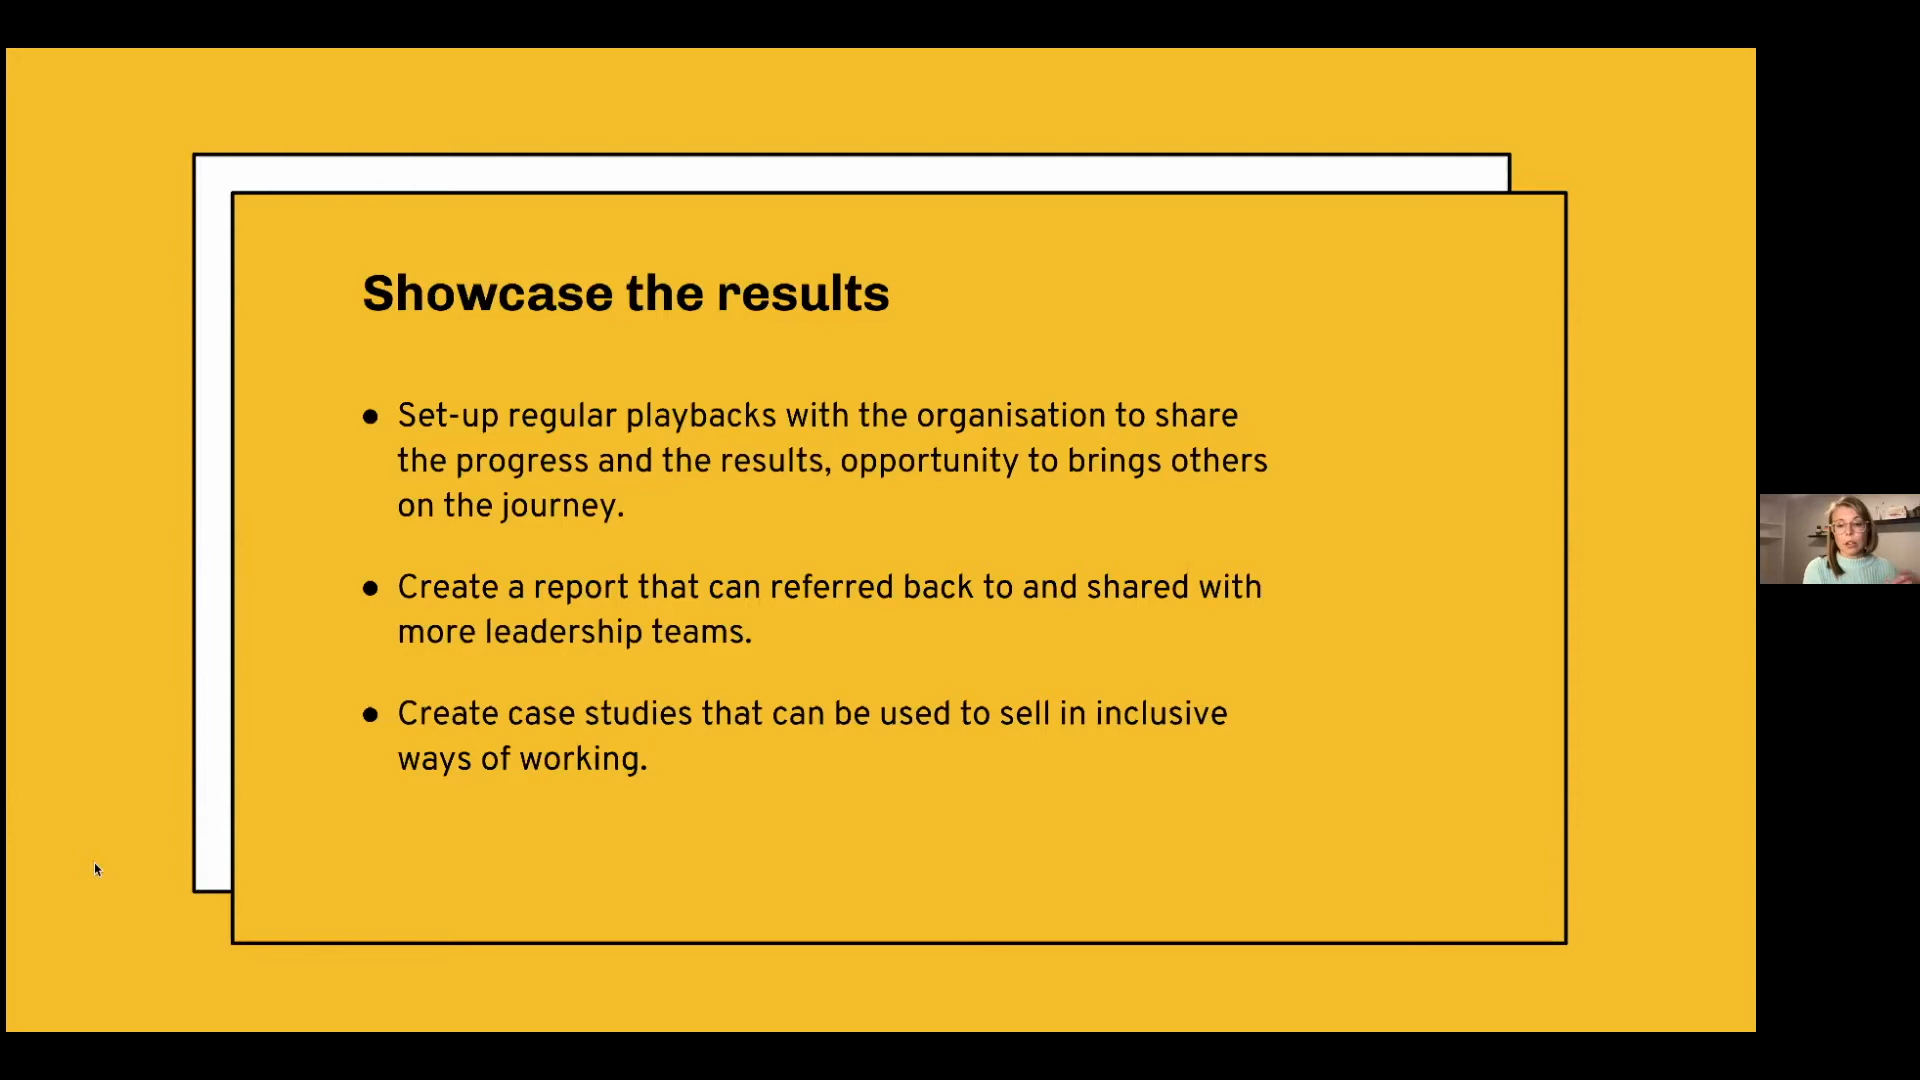 Showcase the results
● Set-up regular playbacks with the organisation to share
the progress and the results, opportunity to brings others
on the journey.
● Create a report that can referred back to and shared with
more leadership teams.
● Create case studies that can be used to sell in inclusive
ways of working.